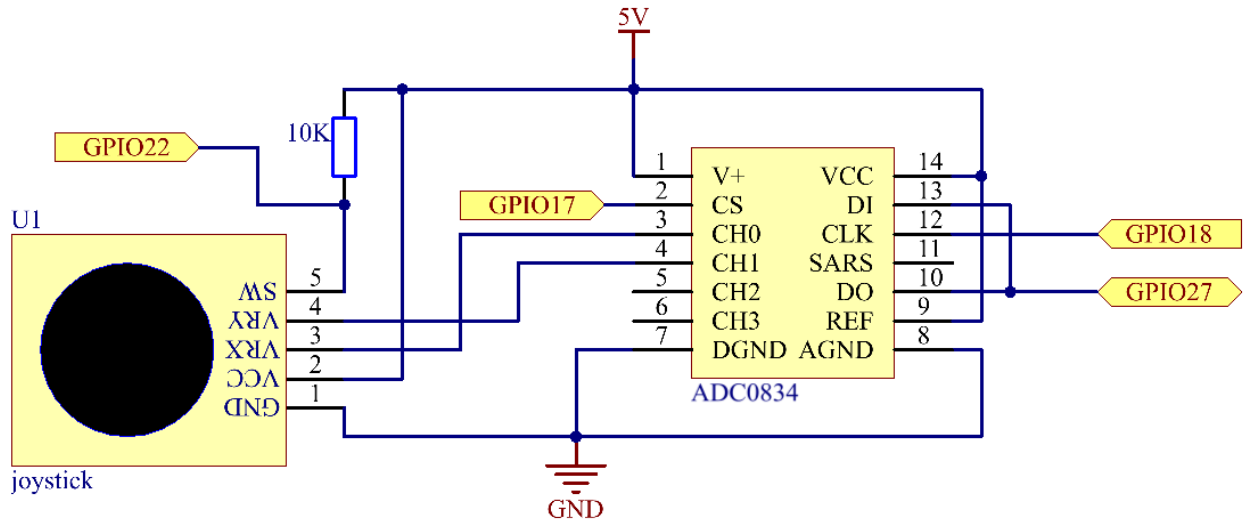 5V
10K
GPIO22
U1
SW 5
VRY 4
VRX 3
VCC 2
GND 1
joystick
GPIO17
1 V+ VCC 14
2 CS DI 13
3 CH0 CLK 12
4 CH1 SARS 11
5 CH2 DO 10
6 CH3 REF 9
7 DGND AGND 8
ADC0834
GPIO18
GPIO27
GND